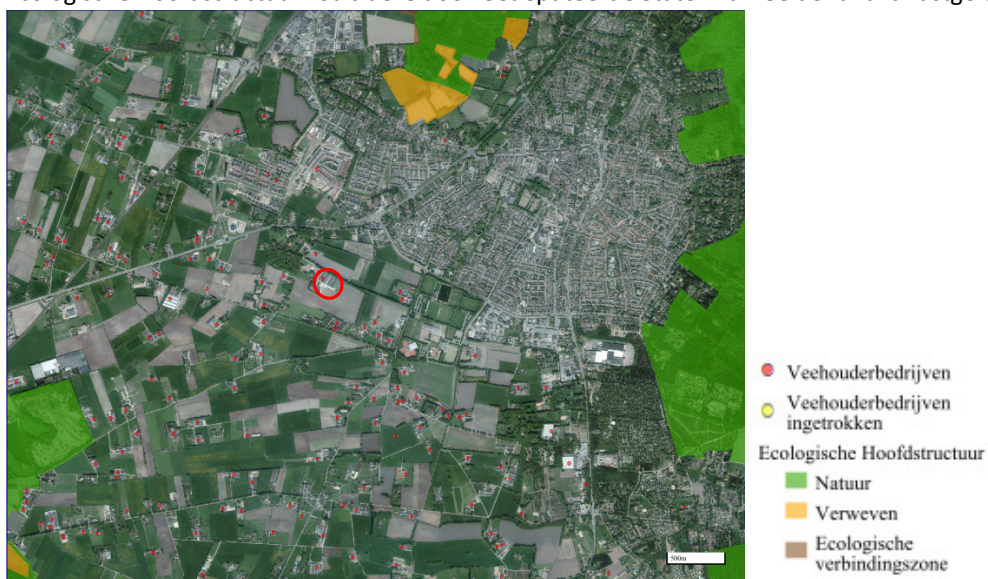 500m
Veehouderbedrijven
Veehouderbedrijven
ingetrokken
Ecologische Hoofdstructuur
Natuur
Verweven
Ecologische
verbindingszone